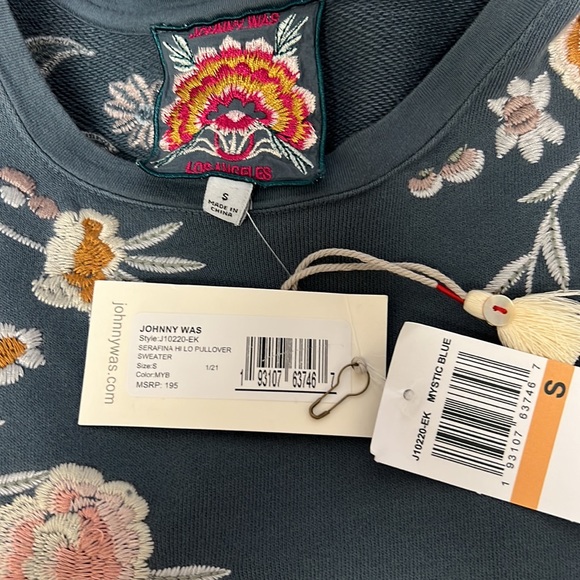 JOHNNY WAS
LOS ANGELES
S
MADE IN
CHINA
johnnywas.com
JOHNNY WAS
Style:J10220-EK
SERAFINA HI LO PULLOVER
SWEATER
Size:S 1/21
Color:MYB
MSRP: 195
1 93107 63746 7
J10220-EK MYSTIC BLUE
1 93107 63746 7
S